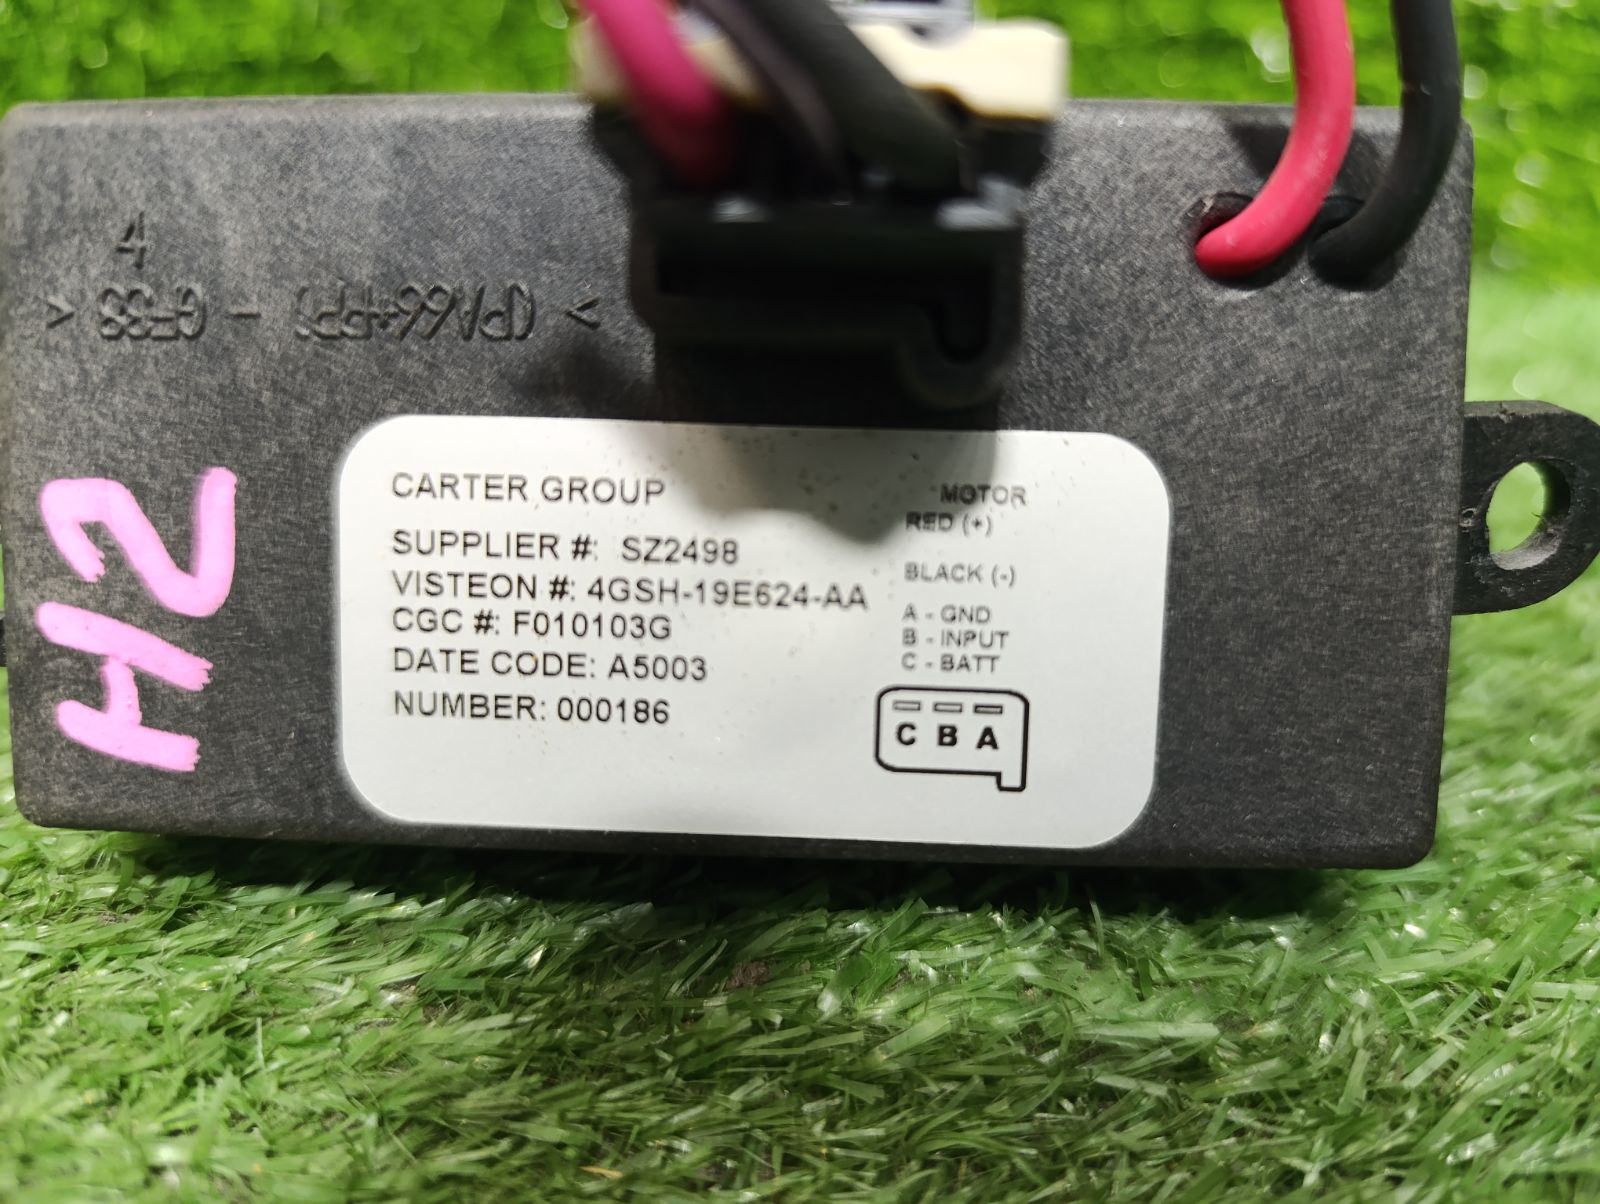 4
>(PA66+PPO) - GF33<
H2
CARTER GROUP
SUPPLIER #: SZ2498
VISTEON #: 4GSH-19E624-AA
CGC #: F010103G
DATE CODE: A5003
NUMBER: 000186
MOTOR
RED (+)
BLACK (-)
A - GND
B - INPUT
C - BATT
C B A